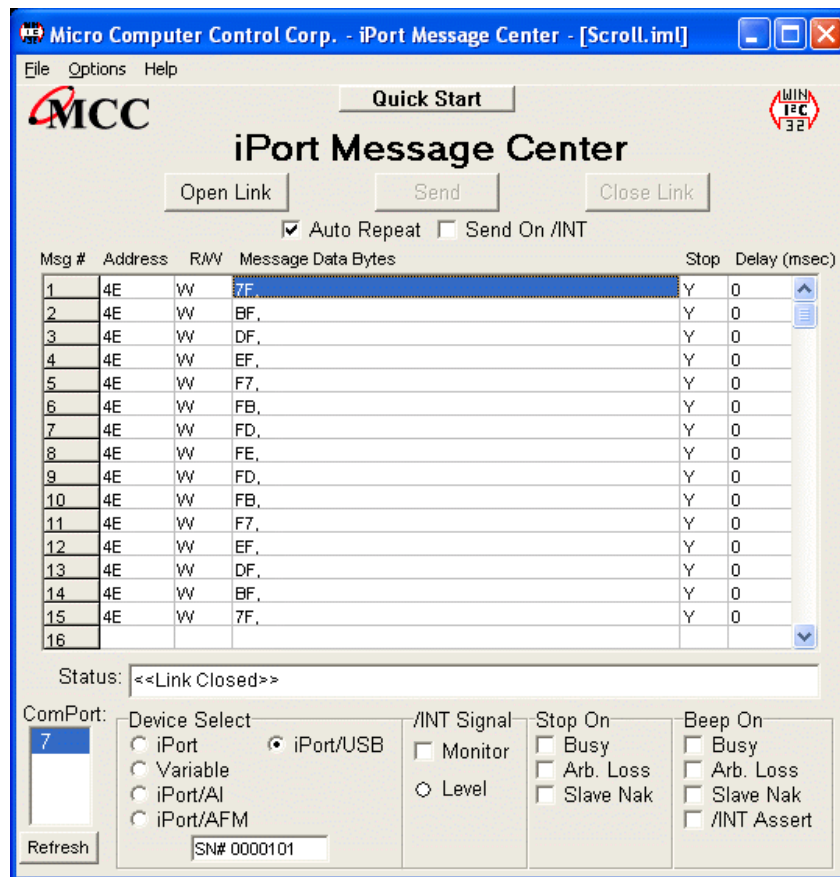 Micro Computer Control Corp. - iPort Message Center - [Scroll.iml]
File Options Help
MCC
Quick Start
WIN
I²C
32
iPort Message Center
Open Link Send Close Link
Auto Repeat Send On /INT
Msg # Address R/W Message Data Bytes Stop Delay (msec)
1 4E W 7F, Y 0
2 4E W BF, Y 0
3 4E W DF, Y 0
4 4E W EF, Y 0
5 4E W F7, Y 0
6 4E W FB, Y 0
7 4E W FD, Y 0
8 4E W FE, Y 0
9 4E W FD, Y 0
10 4E W FB, Y 0
11 4E W F7, Y 0
12 4E W EF, Y 0
13 4E W DF, Y 0
14 4E W BF, Y 0
15 4E W 7F, Y 0
16
Status: <<Link Closed>>
ComPort: Device Select /INT Signal Stop On Beep On
7 iPort iPort/USB Monitor Busy Busy
Variable Arb. Loss Arb. Loss
iPort/AI Level Slave Nak Slave Nak
iPort/AFM /INT Assert
Refresh SN# 0000101